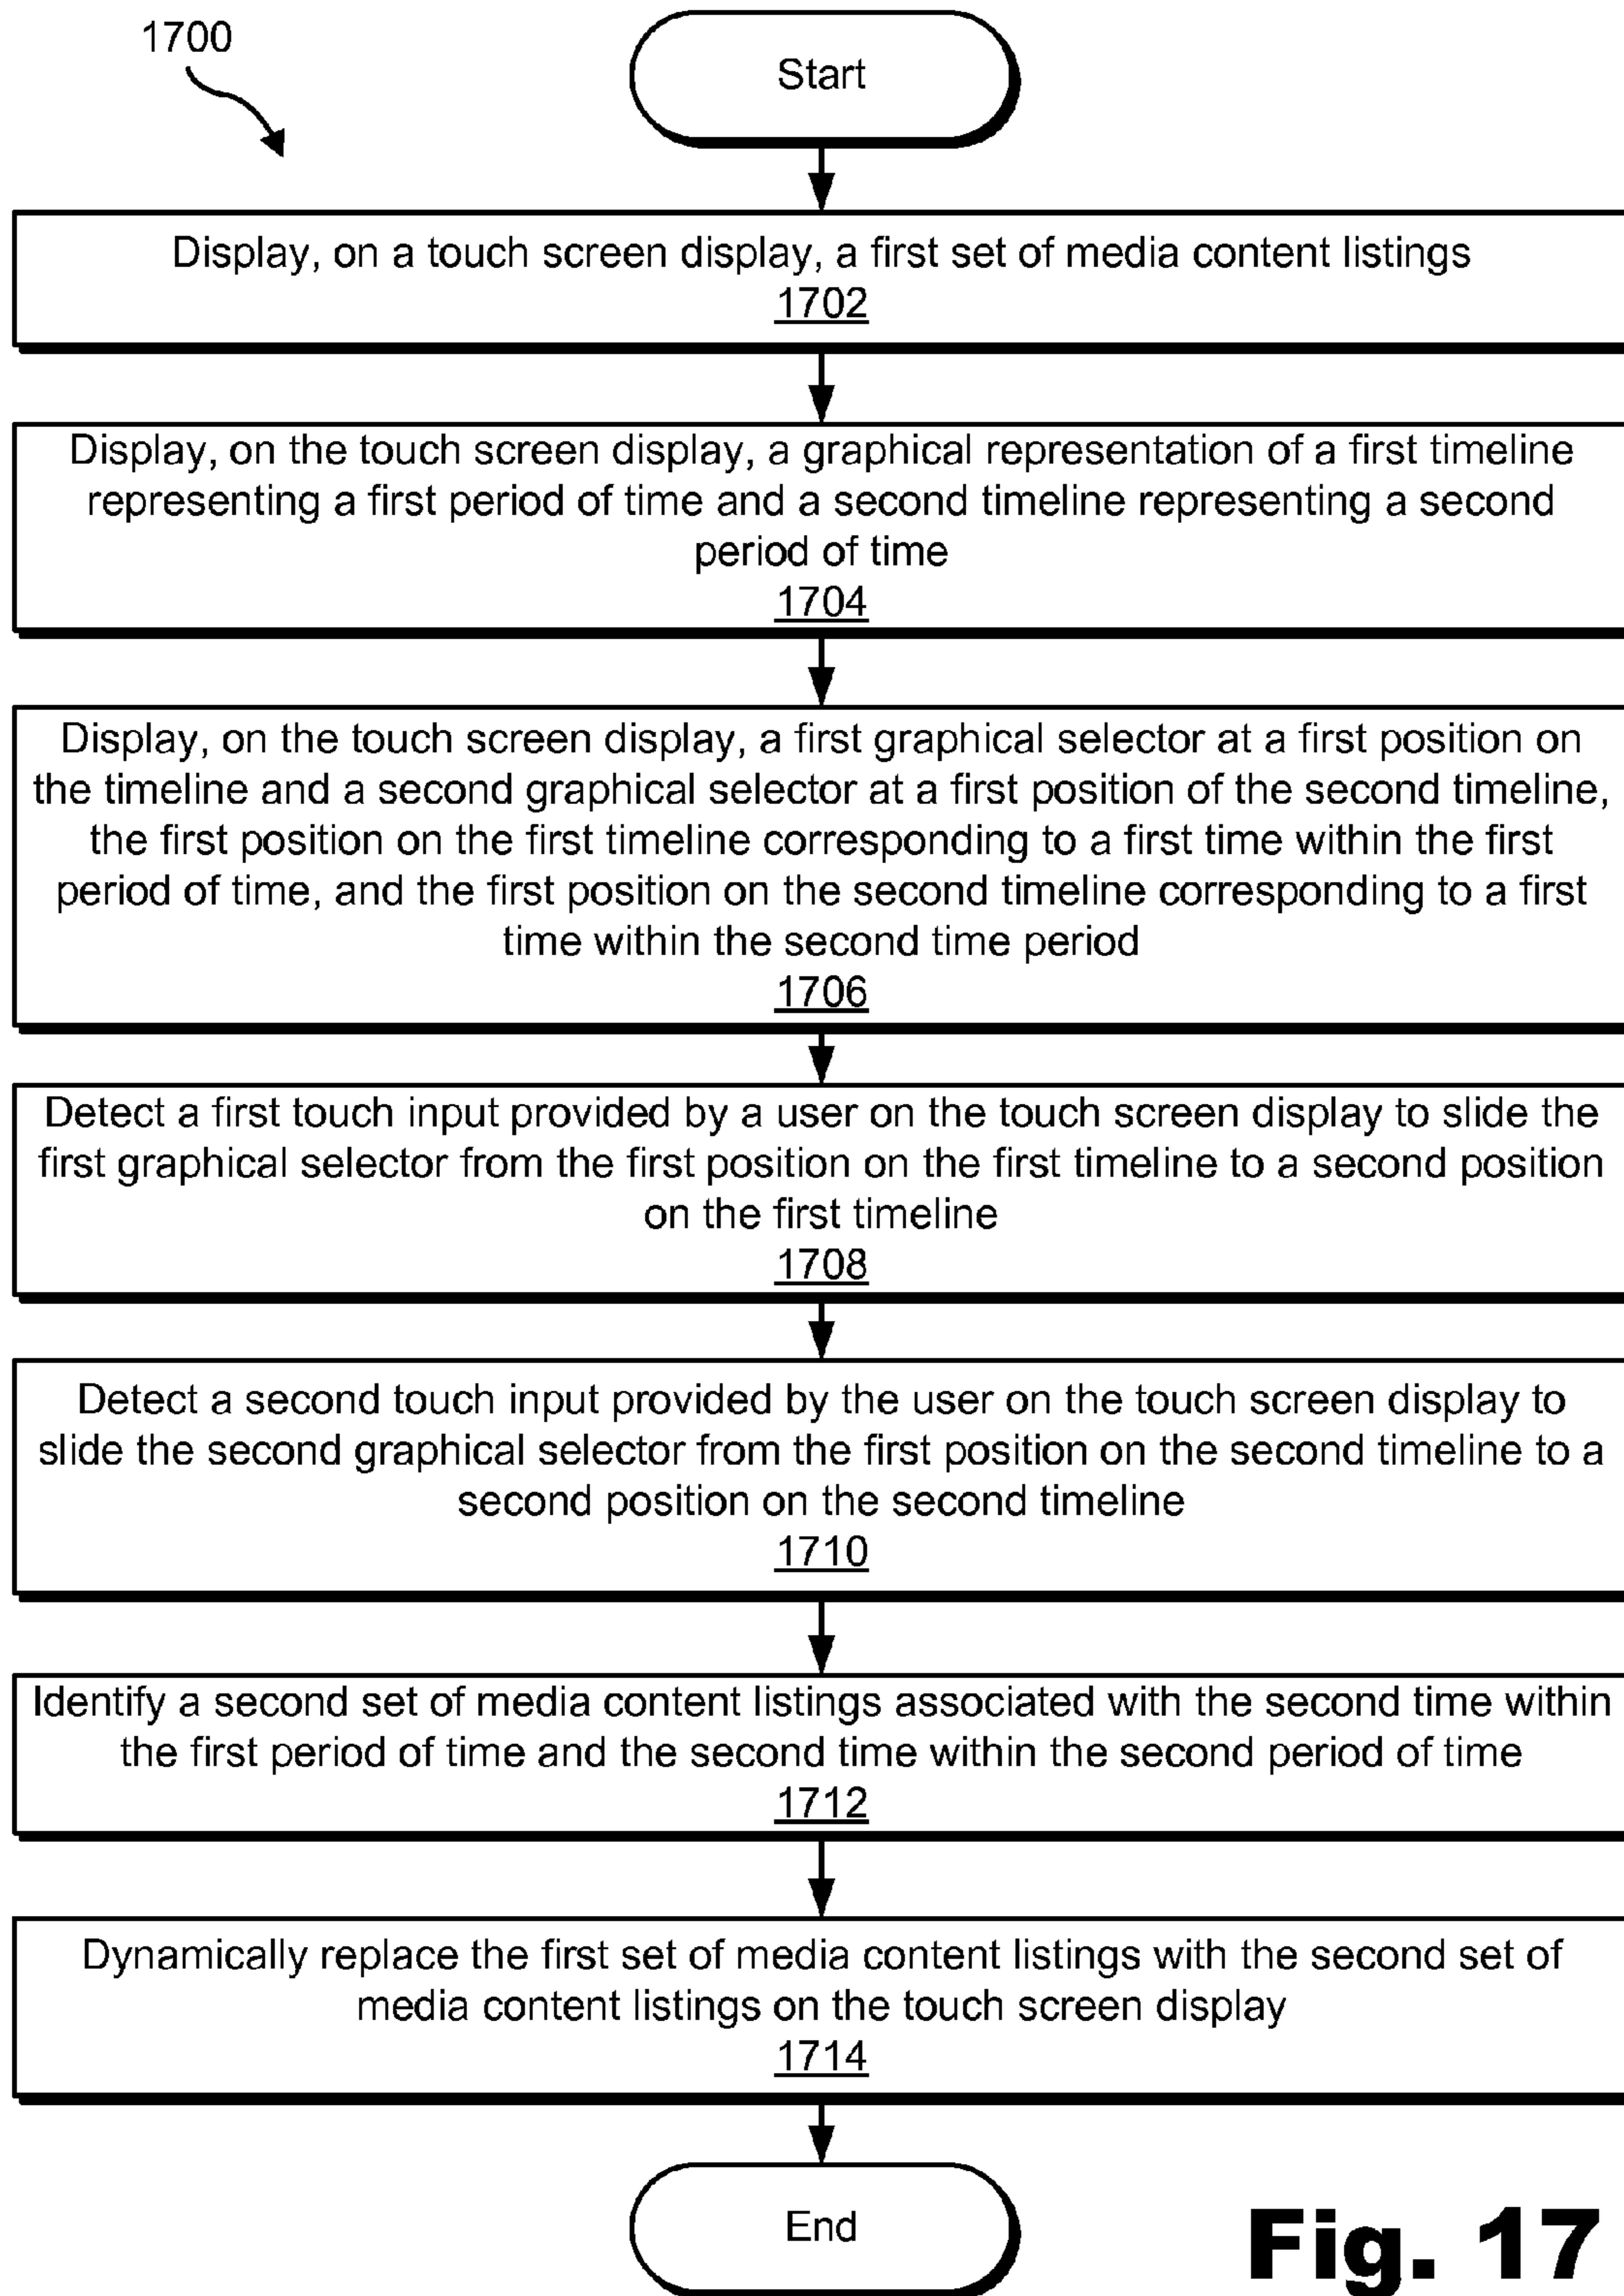 1700
Start
Display, on a touch screen display, a first set of media content listings
1702
Display, on the touch screen display, a graphical representation of a first timeline
representing a first period of time and a second timeline representing a second
period of time
1704
Display, on the touch screen display, a first graphical selector at a first position on
the timeline and a second graphical selector at a first position of the second timeline,
the first position on the first timeline corresponding to a first time within the first
period of time, and the first position on the second timeline corresponding to a first
time within the second time period
1706
Detect a first touch input provided by a user on the touch screen display to slide the
first graphical selector from the first position on the first timeline to a second position
on the first timeline
1708
Detect a second touch input provided by the user on the touch screen display to
slide the second graphical selector from the first position on the second timeline to a
second position on the second timeline
1710
Identify a second set of media content listings associated with the second time within
the first period of time and the second time within the second period of time
1712
Dynamically replace the first set of media content listings with the second set of
media content listings on the touch screen display
1714
End
Fig. 17